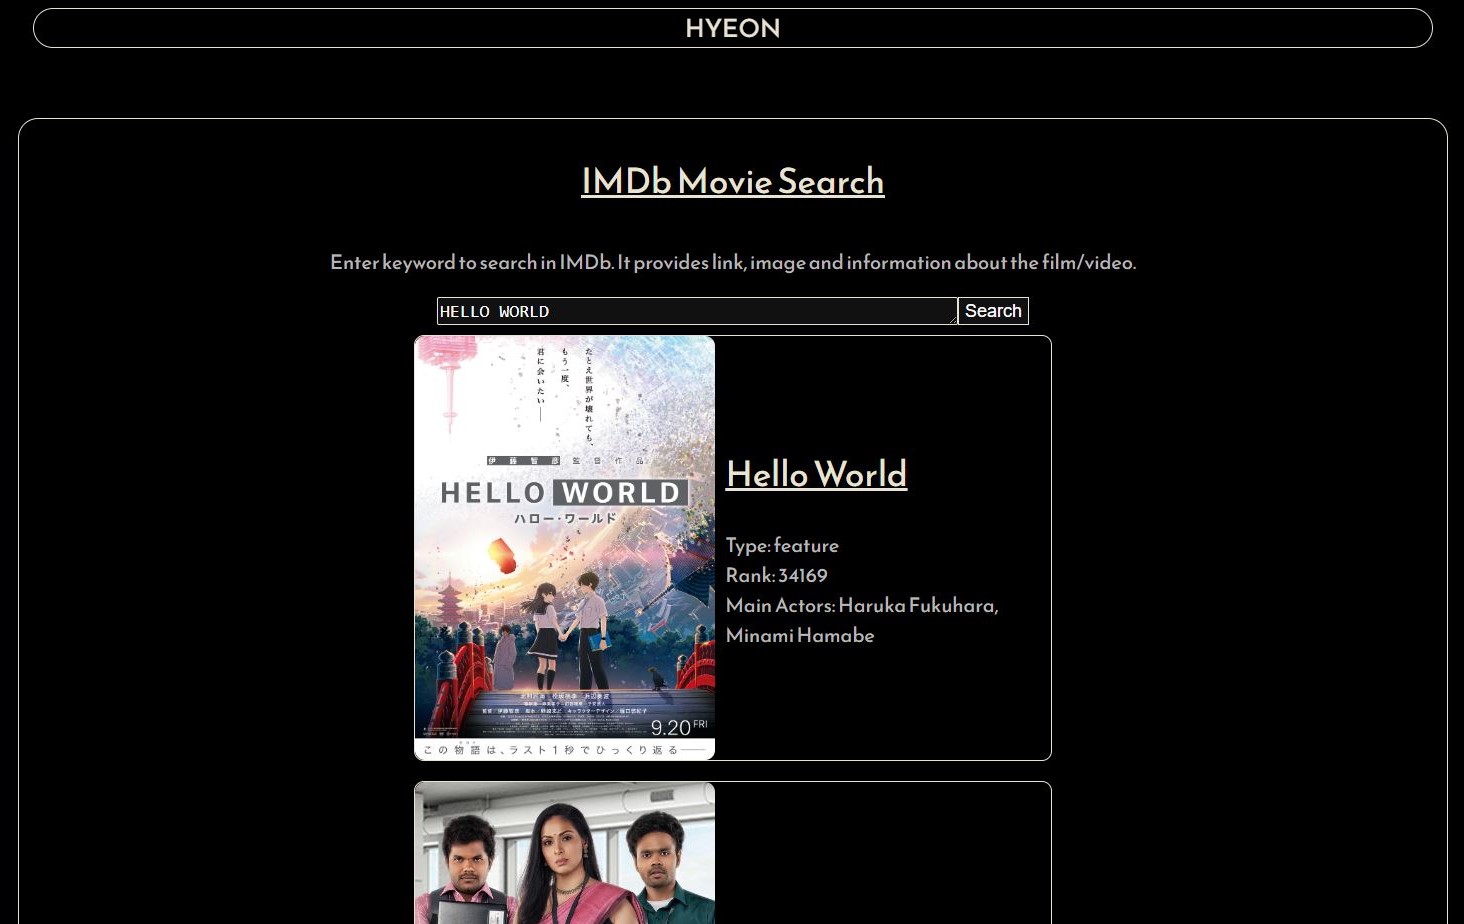 HYEON
IMDb Movie Search
Enter keyword to search in IMDb. It provides link, image and information about the film/video.
HELLO WORLD
Search
たとえ世界が壊れても、
もう一度、
君に会いたい——
伊藤智彦 監督作品
HELLO WORLD
ハロー・ワールド
9.20 FRI
この物語は、ラスト1秒でひっくり返る——
Hello World
Type: feature
Rank: 34169
Main Actors: Haruka Fukuhara,
Minami Hamabe